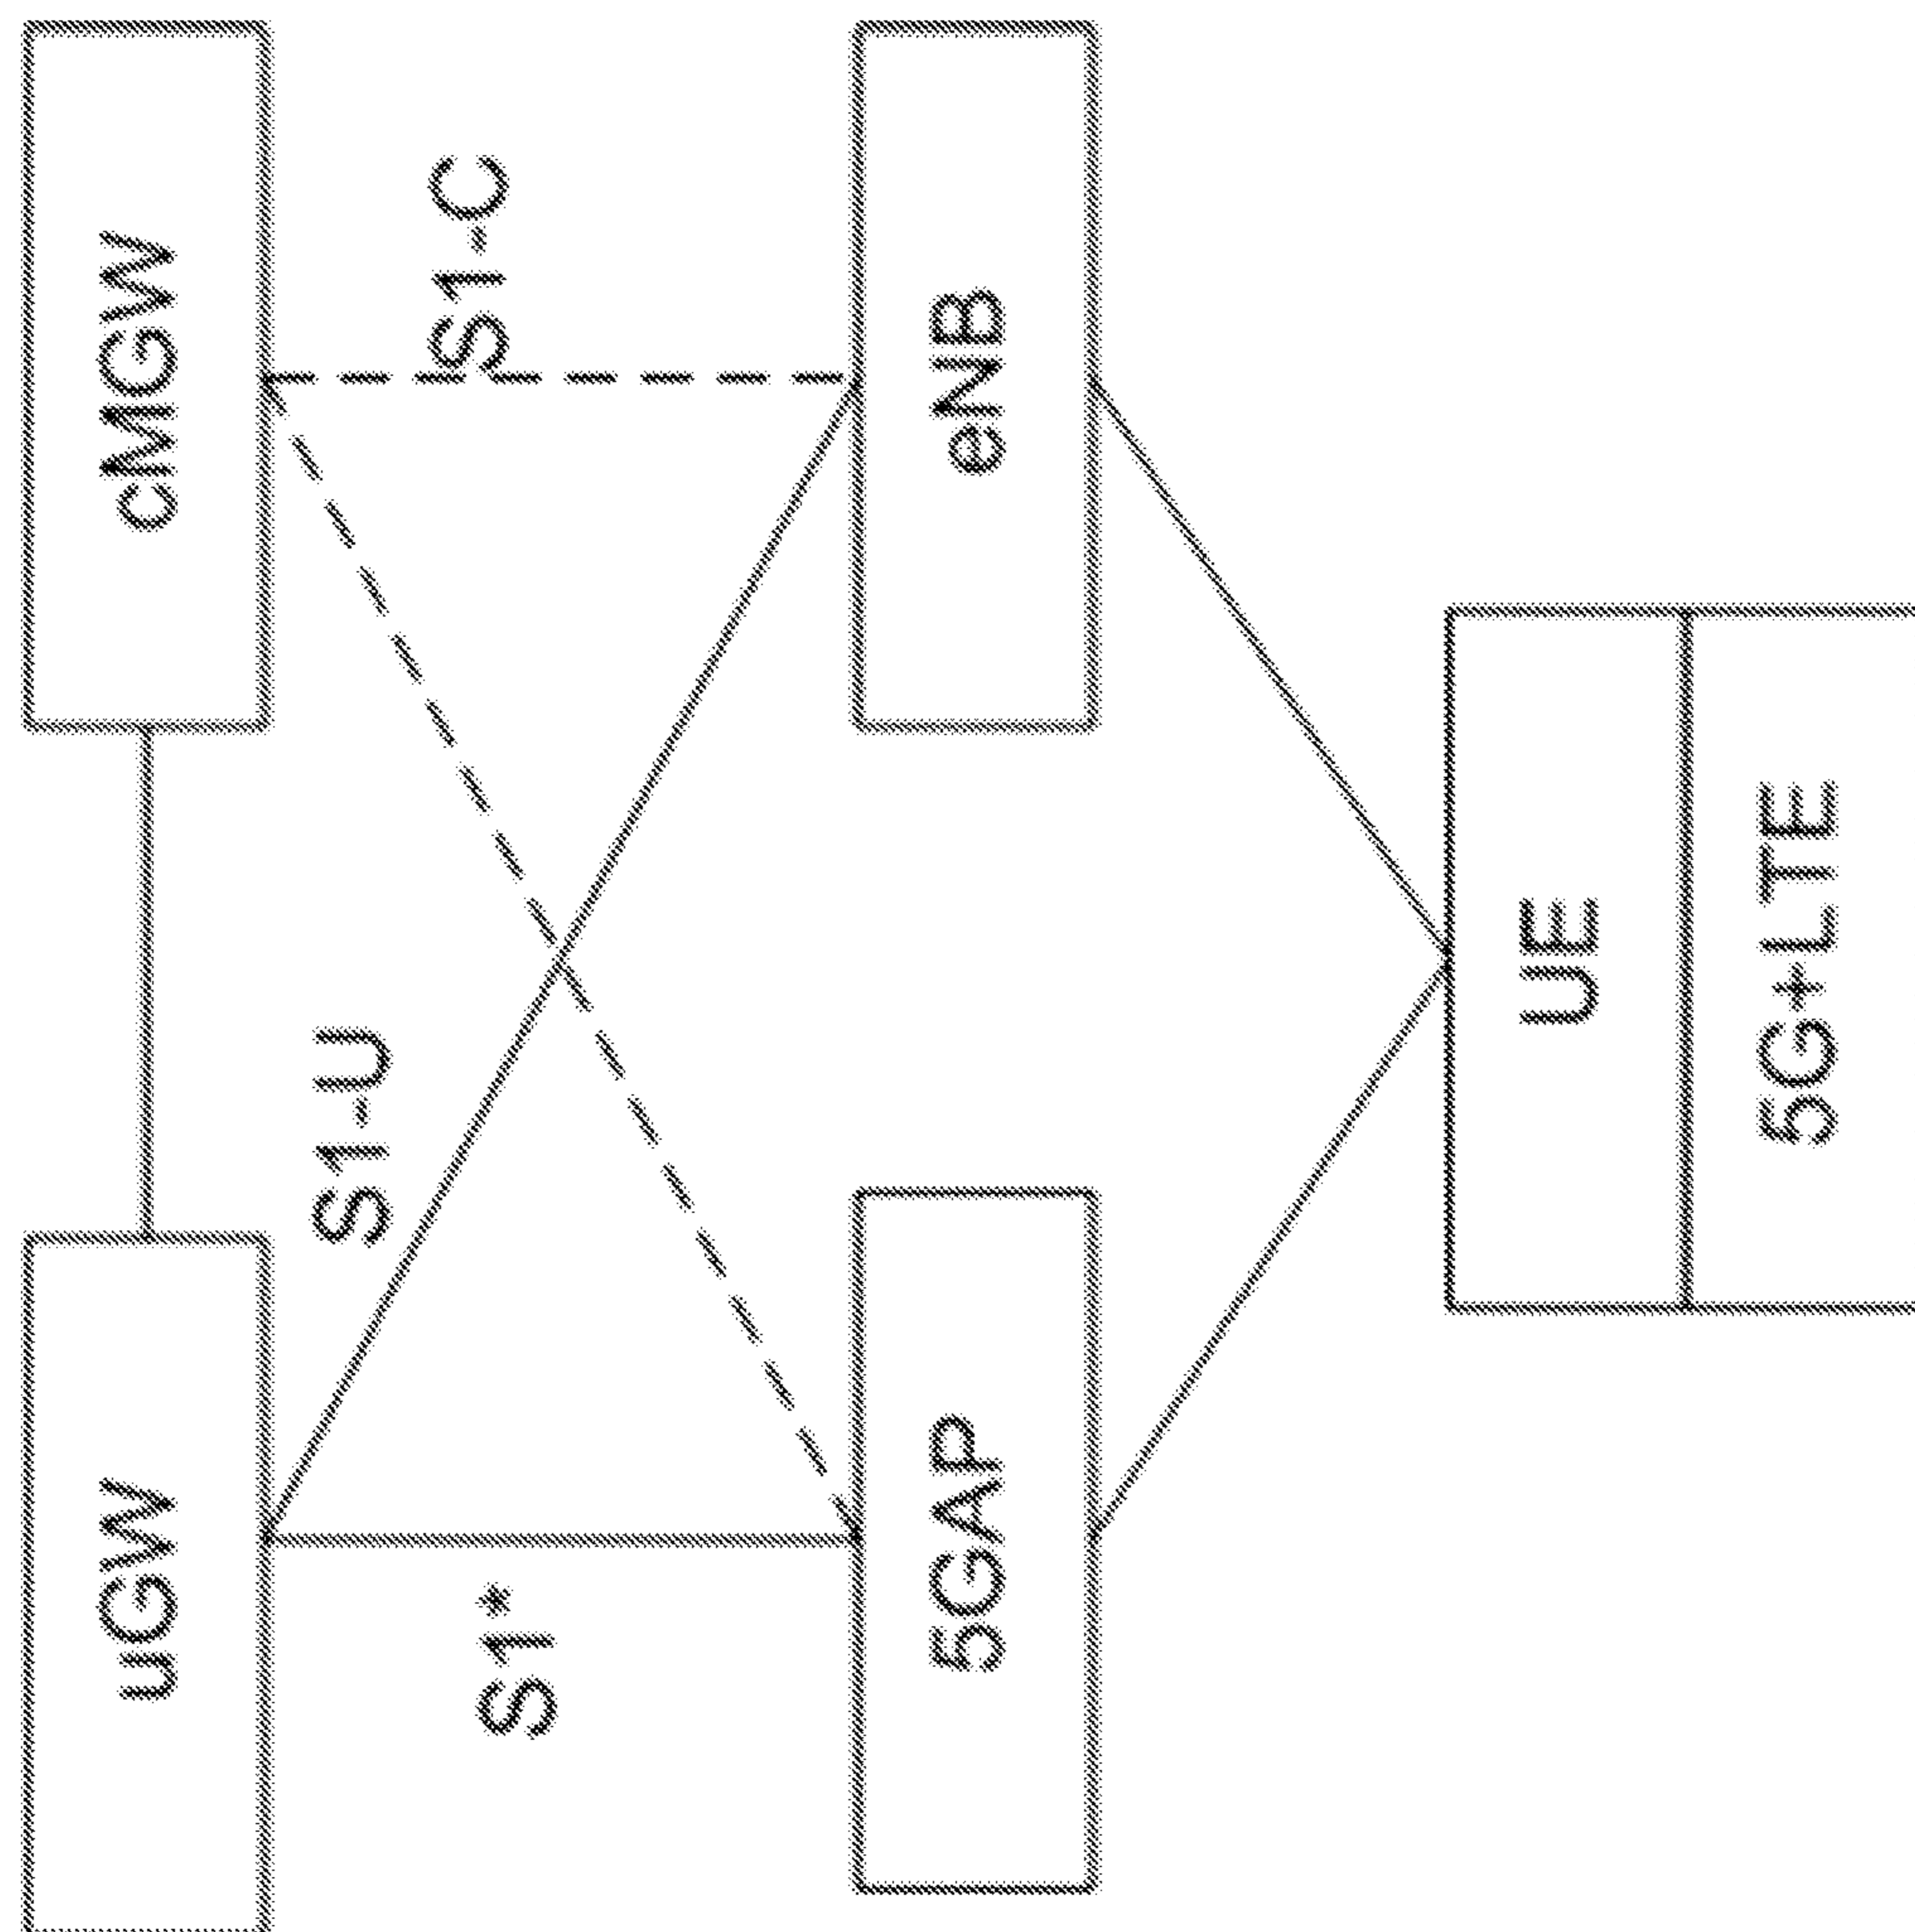 uGW
cMGW
S1-U
S1-C
S1*
5GAP
eNB
UE
5G+LTE